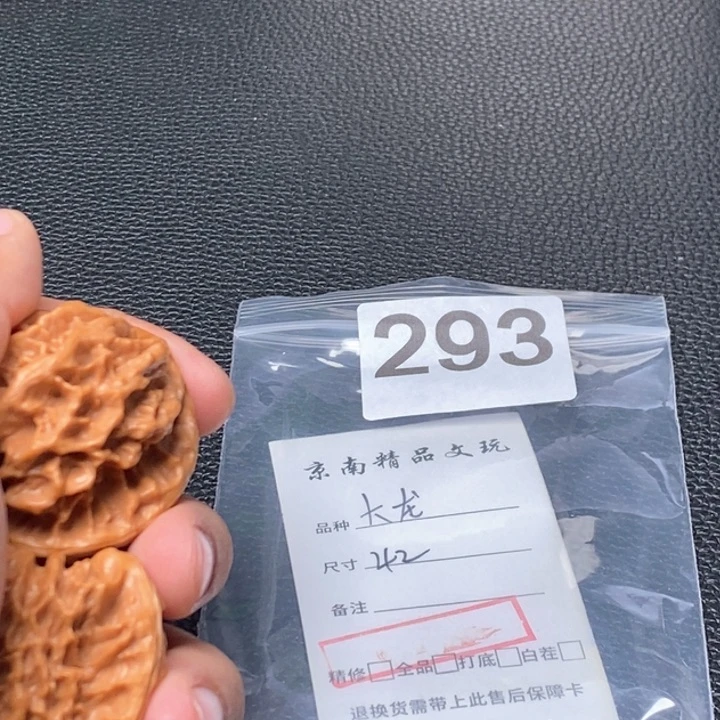 293
京南精品文玩
品种 大龙
尺寸 42
备注
精修□全品□打底□白茬□
退换货需带上此售后保障卡